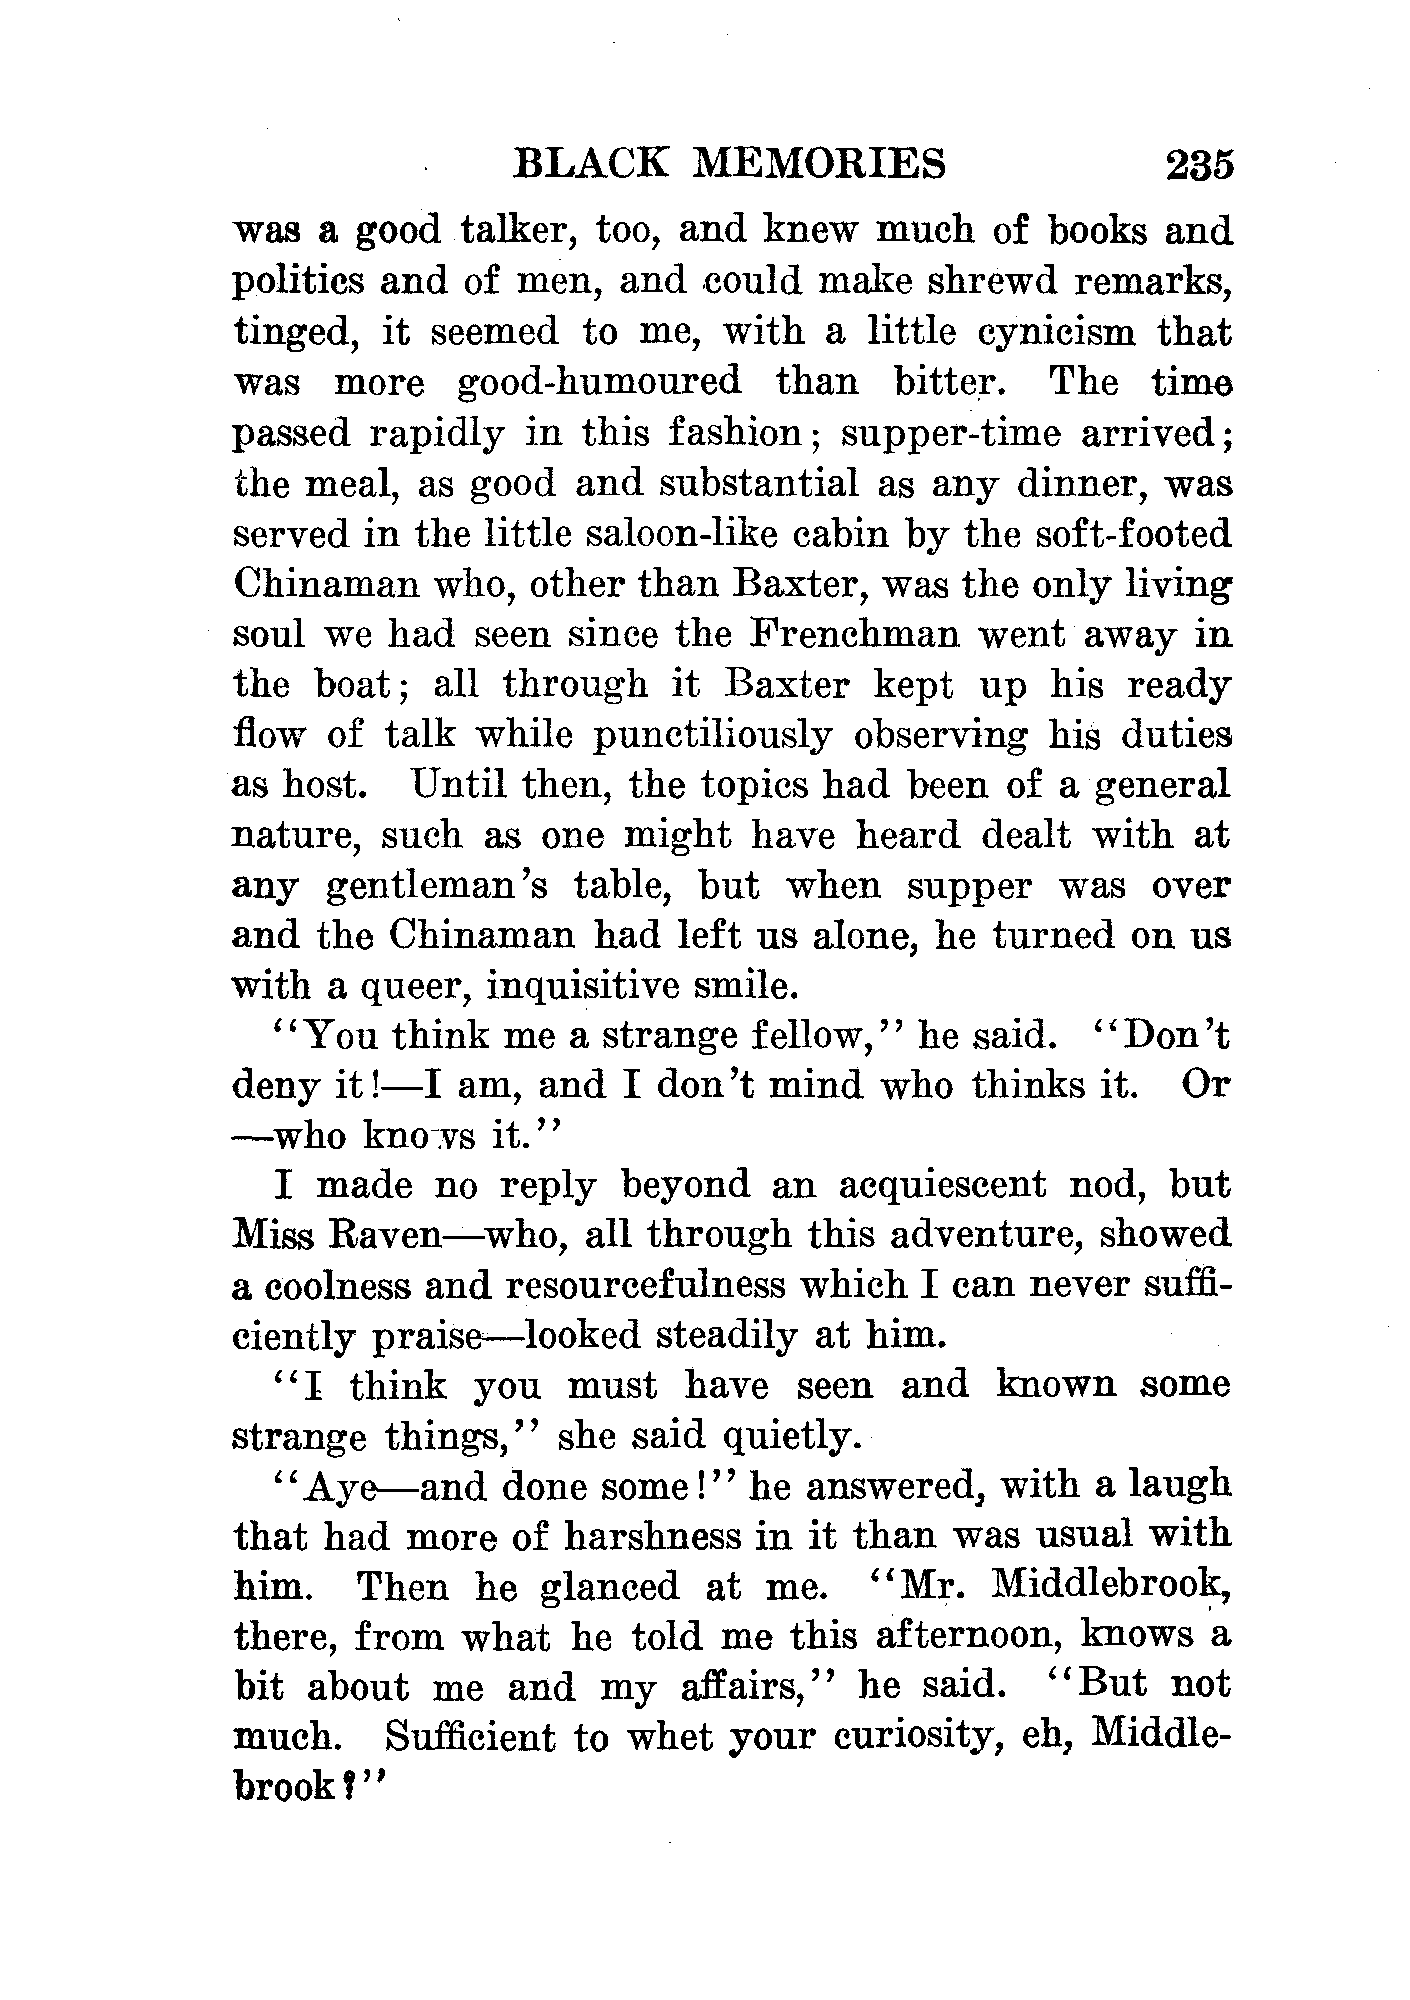 BLACK MEMORIES 235
was a good talker, too, and knew much of books and
politics and of men, and could make shrewd remarks,
tinged, it seemed to me, with a little cynicism that
was more good-humoured than bitter. The time
passed rapidly in this fashion; supper-time arrived;
the meal, as good and substantial as any dinner, was
served in the little saloon-like cabin by the soft-footed
Chinaman who, other than Baxter, was the only living
soul we had seen since the Frenchman went away in
the boat; all through it Baxter kept up his ready
flow of talk while punctiliously observing his duties
as host. Until then, the topics had been of a general
nature, such as one might have heard dealt with at
any gentleman's table, but when supper was over
and the Chinaman had left us alone, he turned on us
with a queer, inquisitive smile.
"You think me a strange fellow," he said. "Don't
deny it!—I am, and I don't mind who thinks it. Or
—who knows it."
I made no reply beyond an acquiescent nod, but
Miss Raven—who, all through this adventure, showed
a coolness and resourcefulness which I can never suffi-
ciently praise—looked steadily at him.
"I think you must have seen and known some
strange things," she said quietly.
"Aye—and done some!" he answered, with a laugh
that had more of harshness in it than was usual with
him. Then he glanced at me. "Mr. Middlebrook,
there, from what he told me this afternoon, knows a
bit about me and my affairs," he said. "But not
much. Sufficient to whet your curiosity, eh, Middle-
brook?"